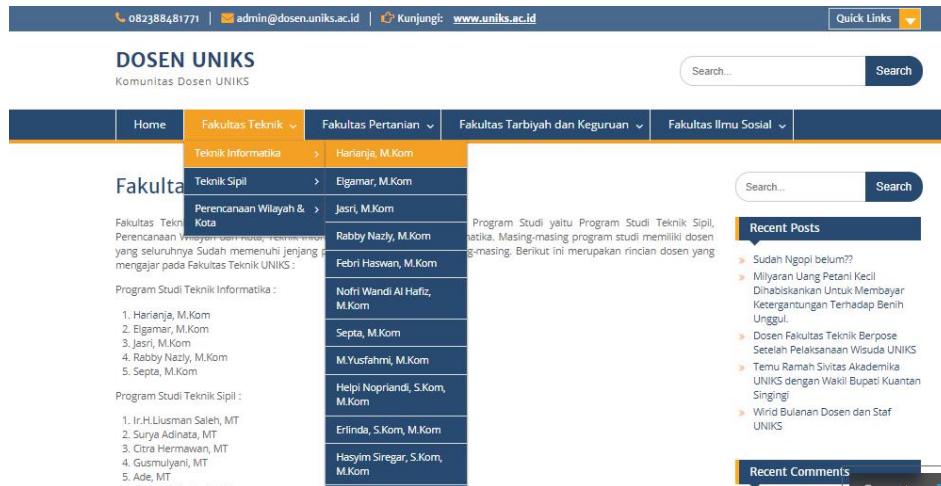 082388481771 | admin@dosen.uniks.ac.id | Kunjungi: www.uniks.ac.id
Quick Links
DOSEN UNIKS
Komunitas Dosen UNIKS
Search...
Search
Home
Fakultas Teknik
Fakultas Pertanian
Fakultas Tarbiyah dan Keguruan
Fakultas Ilmu Sosial
Teknik Informatika
Teknik Sipil
Perencanaan Wilayah &
Kota
Harianja, M.Kom
Elgamar, M.Kom
Jasri, M.Kom
Rabby Nazly, M.Kom
Febri Haswan, M.Kom
Nofri Wandi Al Hafiz,
M.Kom
Septa, M.Kom
M.Yusfahmi, M.Kom
Helpi Nopriandi, S.Kom,
M.Kom
Erlinda, S.Kom, M.Kom
Hasyim Siregar, S.Kom,
M.Kom
Fakulta
Fakultas Tekn Program Studi yaitu Program Studi Teknik Sipil,
Perencanaan Wilayah dan Kota, Teknik Masing-masing program studi memiliki dosen
yang seluruhnya Sudah memenuhi jenjang Berikut ini merupakan rincian dosen yang
mengajar pada Fakultas Teknik UNIKS :
Program Studi Teknik Informatika :
1. Harianja, M.Kom
2. Elgamar, M.Kom
3. Jasri, M.Kom
4. Rabby Nazly, M.Kom
5. Septa, M.Kom
Program Studi Teknik Sipil :
1. Ir.H.Liusman Saleh, MT
2. Surya Adinata, MT
3. Citra Hermawan, MT
4. Gusmulyani, MT
5. Ade, MT
Search...
Search
Recent Posts
Sudah Ngopi belum??
Milyaran Uang Petani Kecil
Dihabiskankan Untuk Membayar
Ketergantungan Terhadap Benih
Unggul.
Dosen Fakultas Teknik Berpose
Setelah Pelaksanaan Wisuda UNIKS
Temu Ramah Sivitas Akademika
UNIKS dengan Wakil Bupati Kuantan
Singingi
Wirid Bulanan Dosen dan Staf
UNIKS
Recent Comments